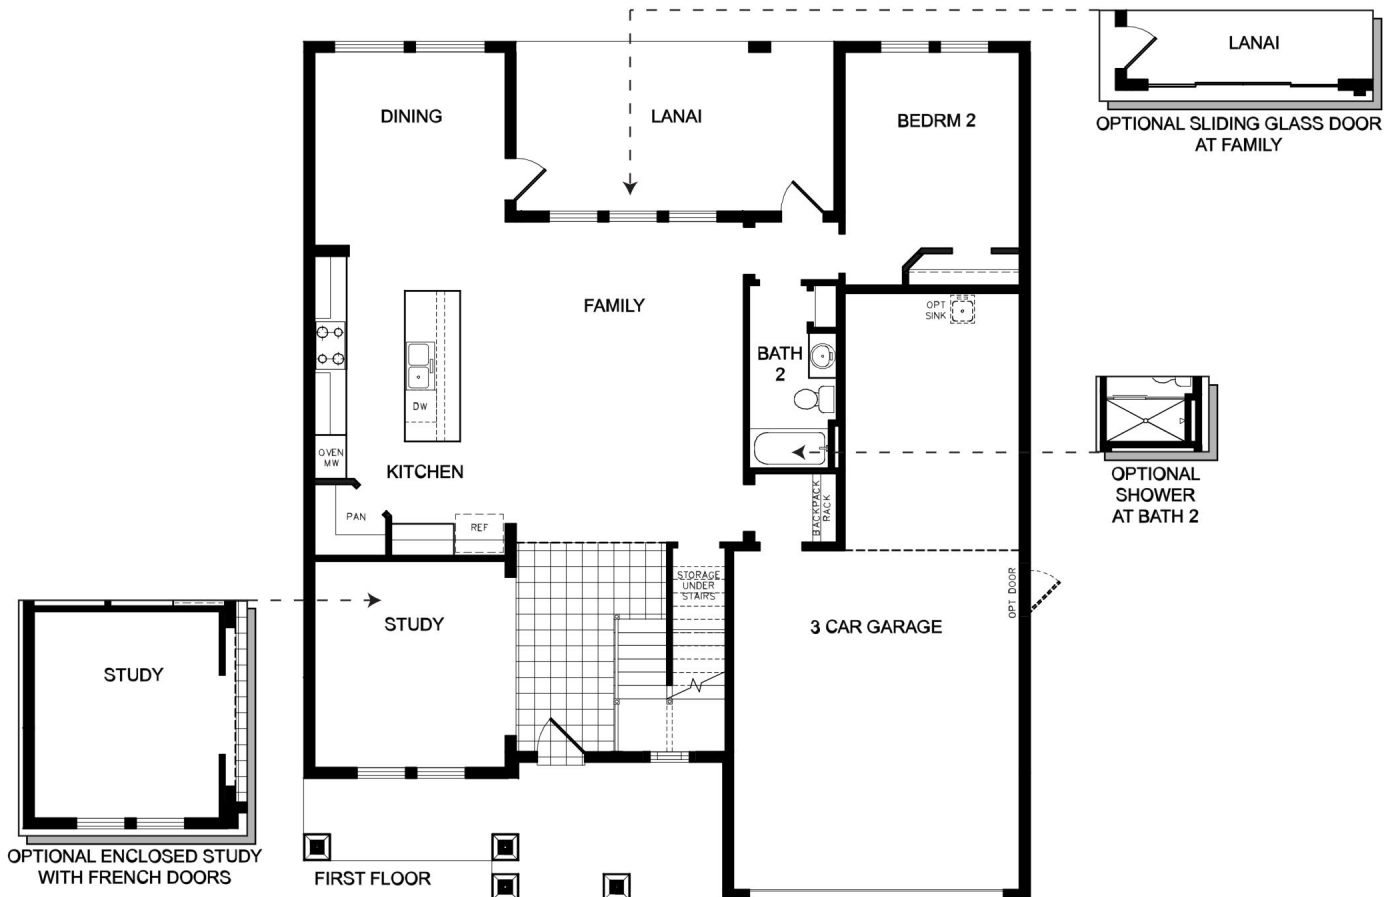 LANAI
OPTIONAL SLIDING GLASS DOOR
AT FAMILY
DINING
LANAI
BEDRM 2
FAMILY
OPT
SINK
BATH
2
DW
OVEN
MW
KITCHEN
PAN
REF
BACKPACK
RACK
OPTIONAL
SHOWER
AT BATH 2
STORAGE
UNDER
STAIRS
OPT DOOR
STUDY
3 CAR GARAGE
STUDY
OPTIONAL ENCLOSED STUDY
WITH FRENCH DOORS
FIRST FLOOR